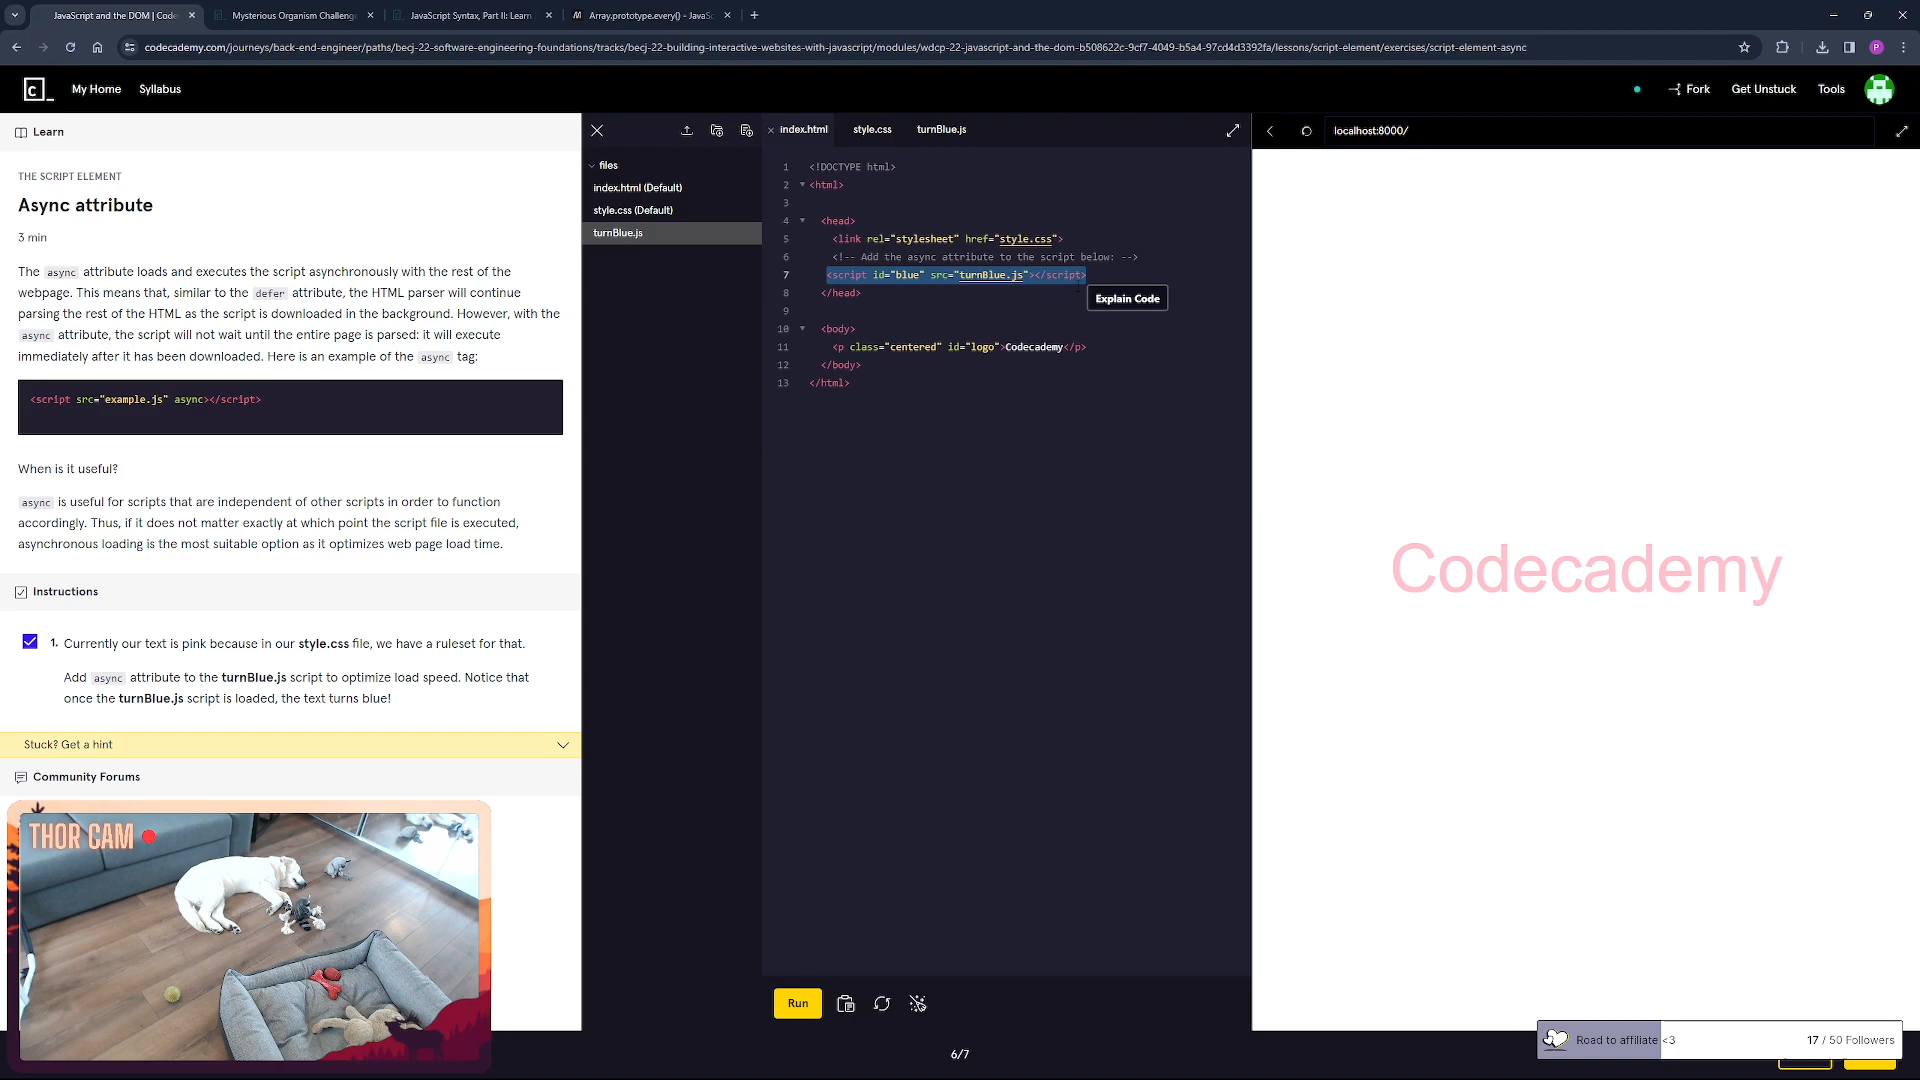 JavaScript and the DOM | Code
Mysterious Organism Challeng
JavaScript Syntax, Part II: Learn
Array.prototype.every() - JavaSc
codecademy.com/journeys/back-end-engineer/paths/becj-22-software-engineering-foundations/tracks/becj-22-building-interactive-websites-with-javascript/modules/wdcp-22-javascript-and-the-dom-b508622c-9cf7-4049-b5a4-97cd4d3392fa/lessons/script-element/exercises/script-element-async
P
c
My Home
Syllabus
Fork
Get Unstuck
Tools
Learn
THE SCRIPT ELEMENT
Async attribute
3 min
The async attribute loads and executes the script asynchronously with the rest of the
webpage. This means that, similar to the defer attribute, the HTML parser will continue
parsing the rest of the HTML as the script is downloaded in the background. However, with the
async attribute, the script will not wait until the entire page is parsed: it will execute
immediately after it has been downloaded. Here is an example of the async tag:
<script src="example.js" async></script>
When is it useful?
async is useful for scripts that are independent of other scripts in order to function
accordingly. Thus, if it does not matter exactly at which point the script file is executed,
asynchronous loading is the most suitable option as it optimizes web page load time.
Instructions
1. Currently our text is pink because in our style.css file, we have a ruleset for that.
Add async attribute to the turnBlue.js script to optimize load speed. Notice that
once the turnBlue.js script is loaded, the text turns blue!
Stuck? Get a hint
Community Forums
THOR CAM
files
index.html (Default)
style.css (Default)
turnBlue.js
index.html
style.css
turnBlue.js
1 <!DOCTYPE html>
2 <html>
3
4 <head>
5 <link rel="stylesheet" href="style.css">
6 <!-- Add the async attribute to the script below: -->
7 <script id="blue" src="turnBlue.js"></script>
8 </head>
9
10 <body>
11 <p class="centered" id="logo">Codecademy</p>
12 </body>
13 </html>
Explain Code
Run
6/7
localhost:8000/
Codecademy
Road to affiliate <3
17 / 50 Followers